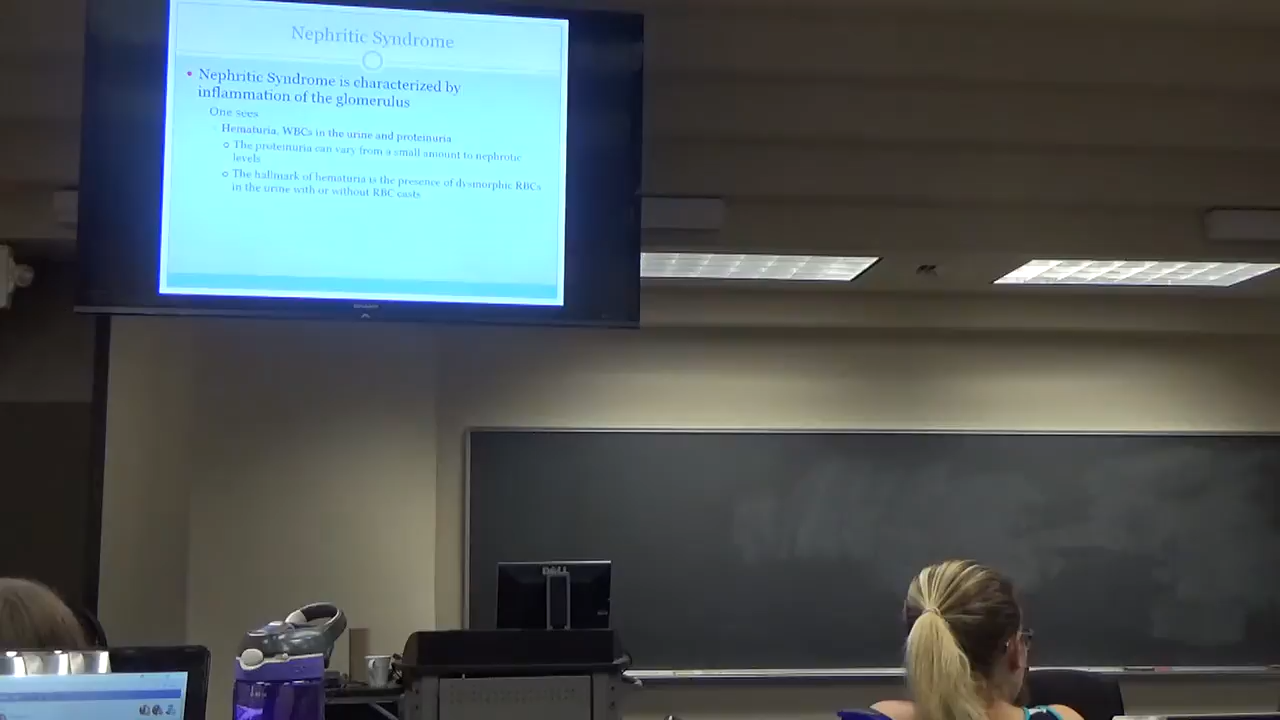 Nephritic Syndrome
• Nephritic Syndrome is characterized by
inflammation of the glomerulus
One sees
Hematuria, WBCs in the urine and proteinuria
o The proteinuria can vary from a small amount to nephrotic
levels
o The hallmark of hematuria is the presence of dysmorphic RBCs
in the urine with or without RBC casts
SHARP
DELL